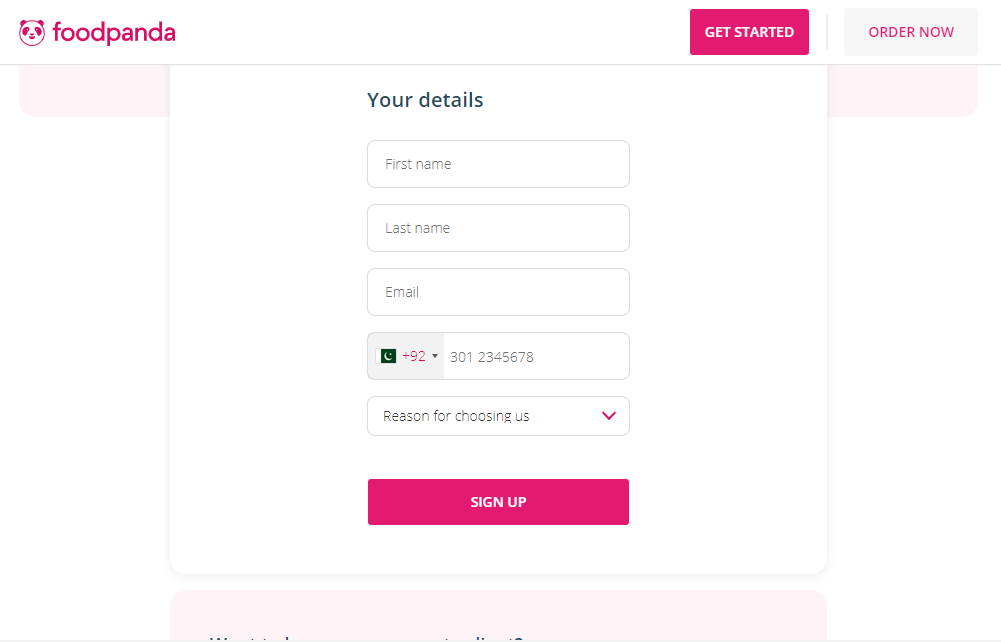 foodpanda
GET STARTED
ORDER NOW
Your details
First name
Last name
Email
+92 301 2345678
Reason for choosing us
SIGN UP